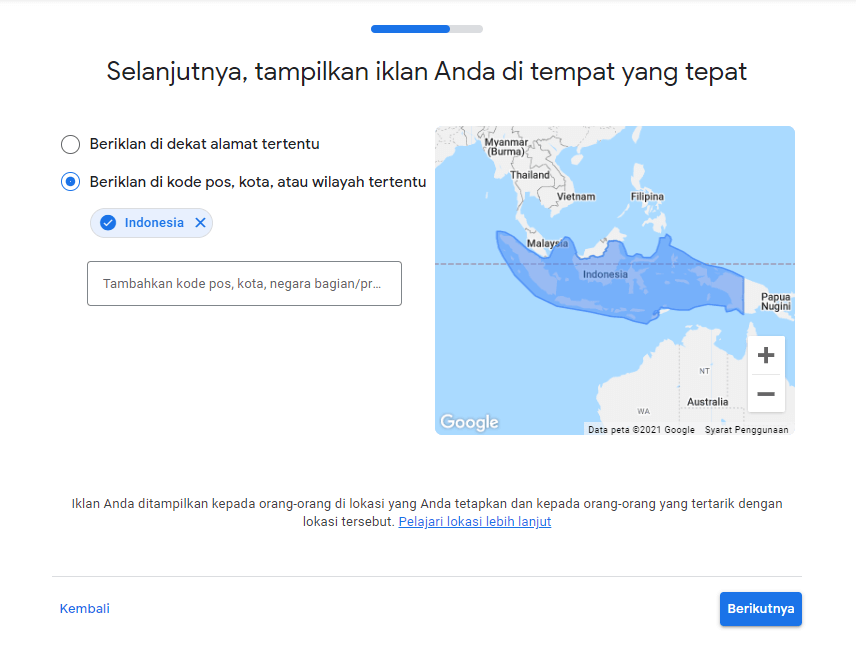 Selanjutnya, tampilkan iklan Anda di tempat yang tepat
Beriklan di dekat alamat tertentu
Beriklan di kode pos, kota, atau wilayah tertentu
Indonesia
Tambahkan kode pos, kota, negara bagian/pr...
Myanmar
(Burma)
Thailand
Vietnam
Filipina
Malaysia
Indonesia
Papua
Nugini
NT
Australia
WA
Google
Data peta ©2021 Google Syarat Penggunaan
Iklan Anda ditampilkan kepada orang-orang di lokasi yang Anda tetapkan dan kepada orang-orang yang tertarik dengan
lokasi tersebut. Pelajari lokasi lebih lanjut
Kembali
Berikutnya